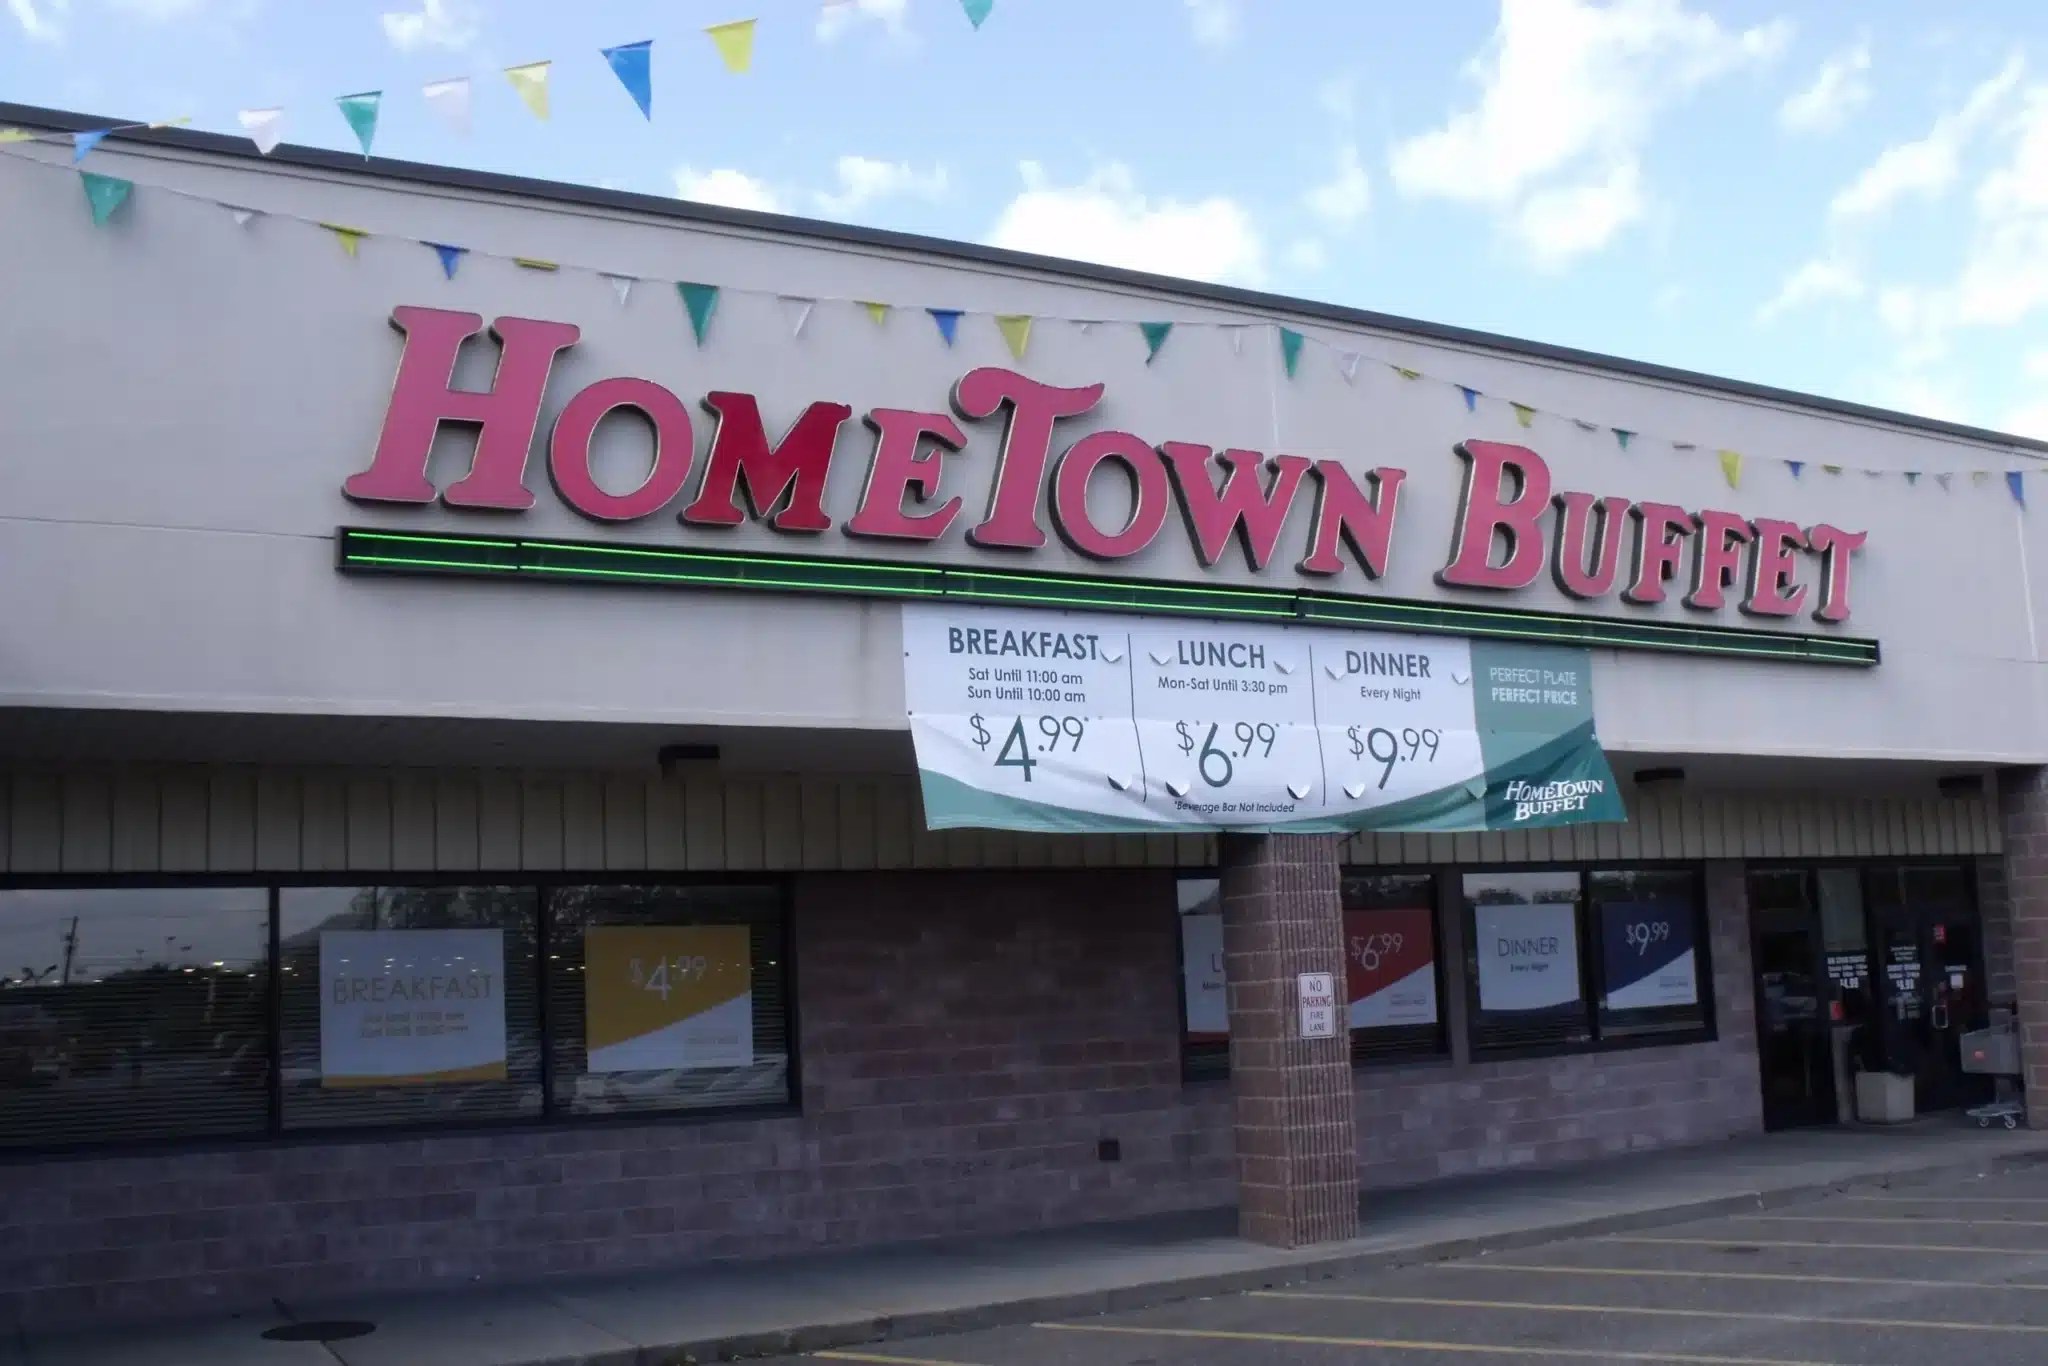 HOMETOWN BUFFET
BREAKFAST
Sat Until 11:00 am
Sun Until 10:00 am
$4.99*
LUNCH
Mon-Sat Until 3:30 pm
$6.99*
*Beverage Bar Not Included
DINNER
Every Night
$9.99*
PERFECT PLATE
PERFECT PRICE
HOMETOWN
BUFFET
BREAKFAST
$4.99
$6.99
DINNER
Every Night
$9.99
NO
PARKING
FIRE
LANE